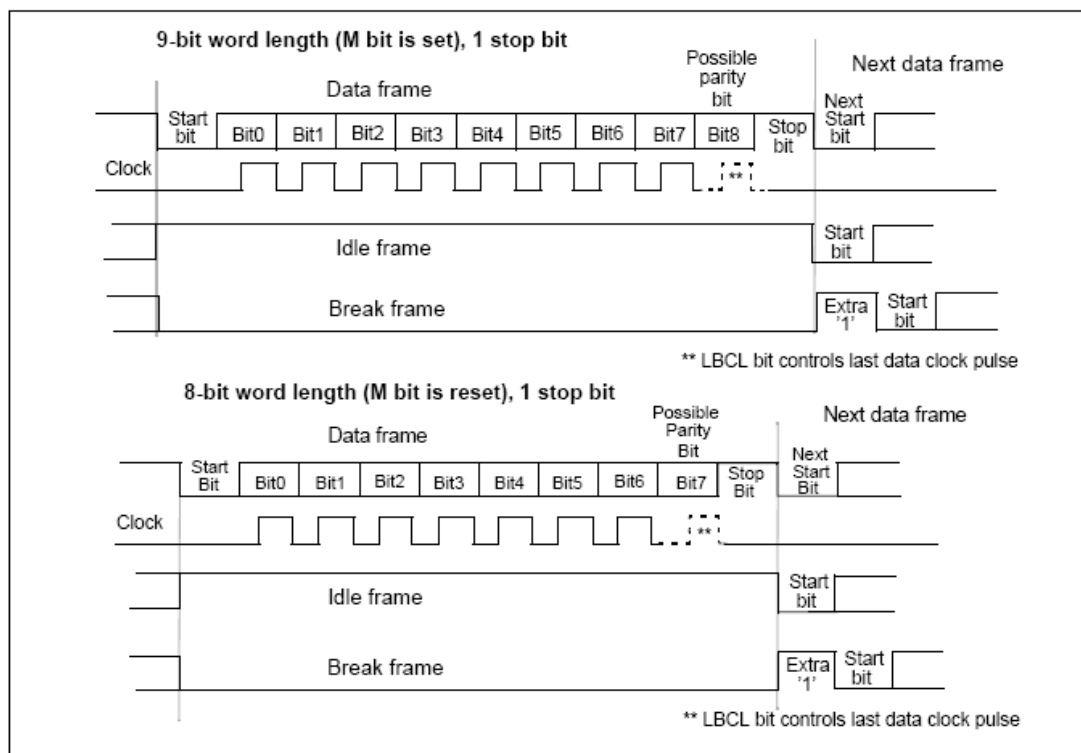 9-bit word length (M bit is set), 1 stop bit
Possible
parity
bit
Next data frame
Data frame
Start
bit
Bit0
Bit1
Bit2
Bit3
Bit4
Bit5
Bit6
Bit7
Bit8
Stop
bit
Next
Start
bit
Clock
**
Idle frame
Start
bit
Break frame
Extra
'1'
Start
bit
** LBCL bit controls last data clock pulse
8-bit word length (M bit is reset), 1 stop bit
Possible
Parity
Bit
Next data frame
Data frame
Start
Bit
Bit0
Bit1
Bit2
Bit3
Bit4
Bit5
Bit6
Bit7
Stop
Bit
Next
Start
Bit
Clock
**
Idle frame
Start
bit
Break frame
Extra
'1'
Start
bit
** LBCL bit controls last data clock pulse